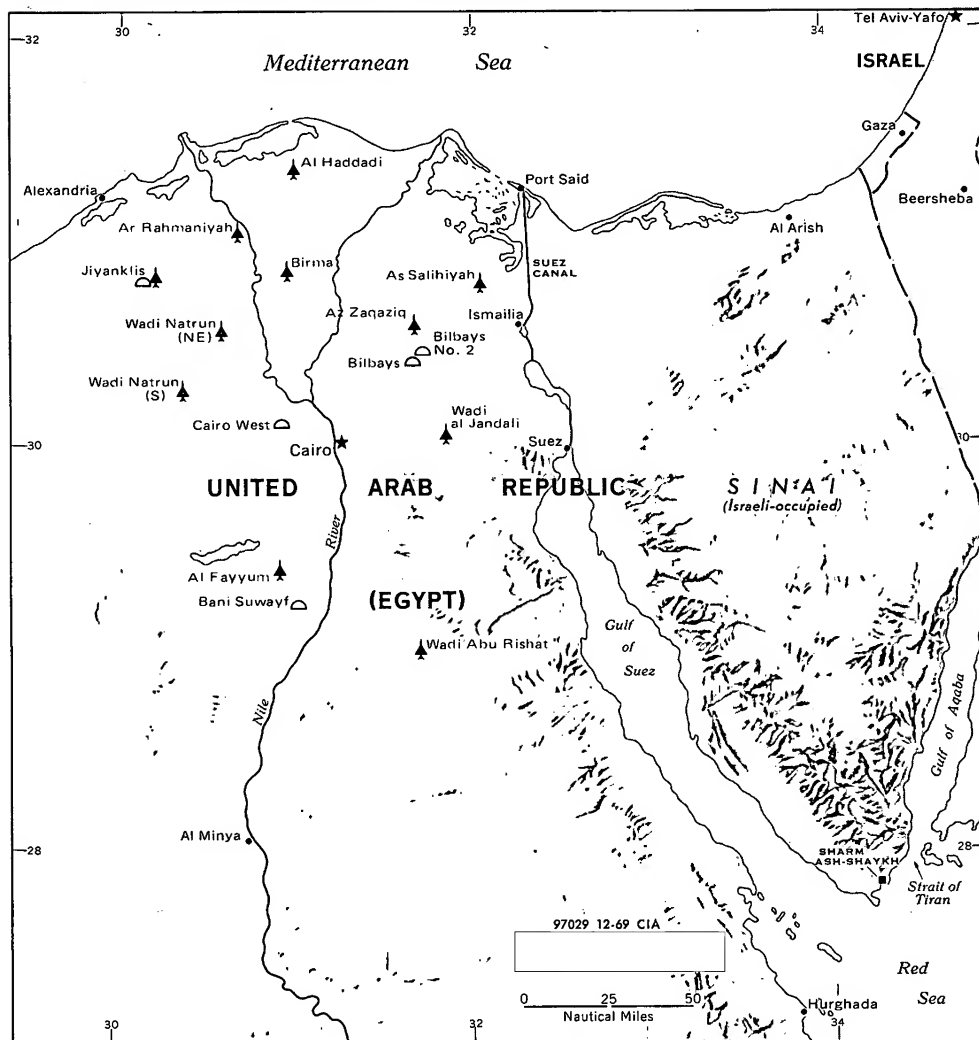 30
32
34
32
Tel Aviv-Yafo
Mediterranean Sea
ISRAEL
Gaza
Al Haddadi
Alexandria
Port Said
Beersheba
Ar Rahmaniyah
Al Arish
Jiyanklis
Birma
As Salihiyah
SUEZ
CANAL
Wadi Natrun
(NE)
Az Zaqaziq
Ismailia
Bilbays
No. 2
Bilbays
Wadi Natrun
(S)
Cairo West
Wadi
al Jandali
30
Cairo
Suez
30
UNITED ARAB REPUBLIC
SINAI
(Israeli-occupied)
River
Al Fayyum
Bani Suwayf
(EGYPT)
Gulf
of
Suez
Wadi Abu Rishat
Nile
Gulf of Aqaba
Al Minya
28
28
SHARM
ASH-SHAYKH
Strait of
Tiran
97029 12-69 CIA
Red
Sea
0 25 50
Nautical Miles
Hurghada
30
32
34